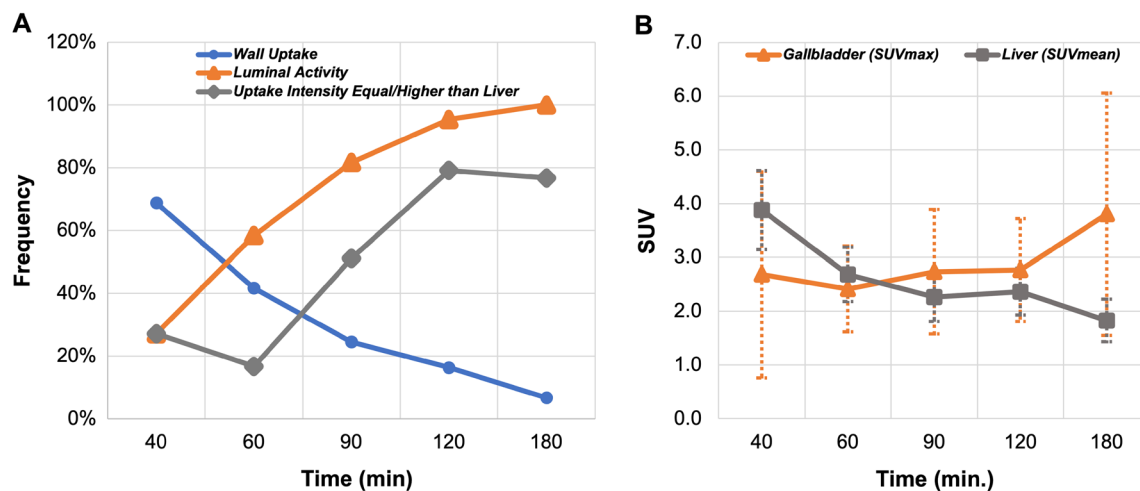 A
Wall Uptake
Luminal Activity
Uptake Intensity Equal/Higher than Liver
Frequency
120%
100%
80%
60%
40%
20%
0%
40 60 90 120 180
Time (min)
B
Gallbladder (SUVmax) Liver (SUVmean)
SUV
7.0
6.0
5.0
4.0
3.0
2.0
1.0
0.0
40 60 90 120 180
Time (min.)